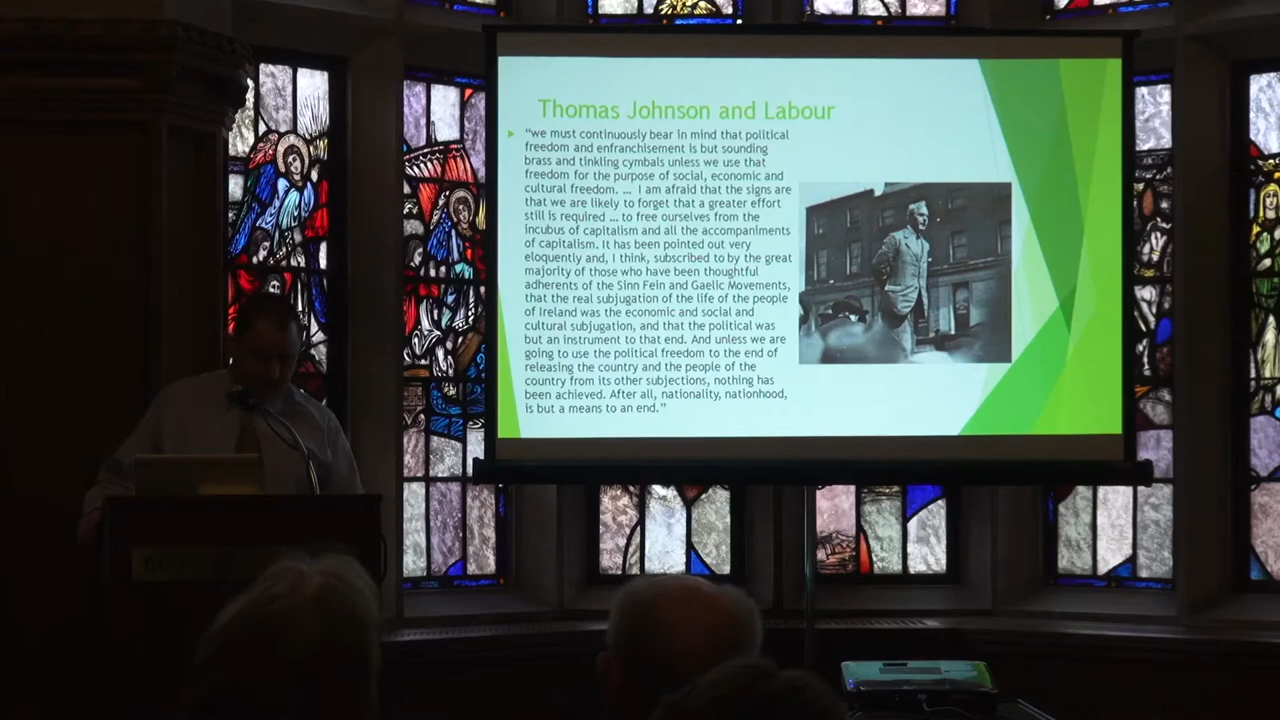 Thomas Johnson and Labour
"we must continuously bear in mind that political
freedom and enfranchisement is but sounding
brass and tinkling cymbals unless we use that
freedom for the purpose of social, economic and
cultural freedom. … I am afraid that the signs are
that we are likely to forget that a greater effort
still is required … to free ourselves from the
incubus of capitalism and all the accompaniments
of capitalism. It has been pointed out very
eloquently and, I think, subscribed to by the great
majority of those who have been thoughtful
adherents of the Sinn Fein and Gaelic Movements,
that the real subjugation of the life of the people
of Ireland was the economic and social and
cultural subjugation, and that the political was
but an instrument to that end. And unless we are
going to use the political freedom to the end of
releasing the country and the people of the
country from its other subjections, nothing has
been achieved. After all, nationality, nationhood,
is but a means to an end."